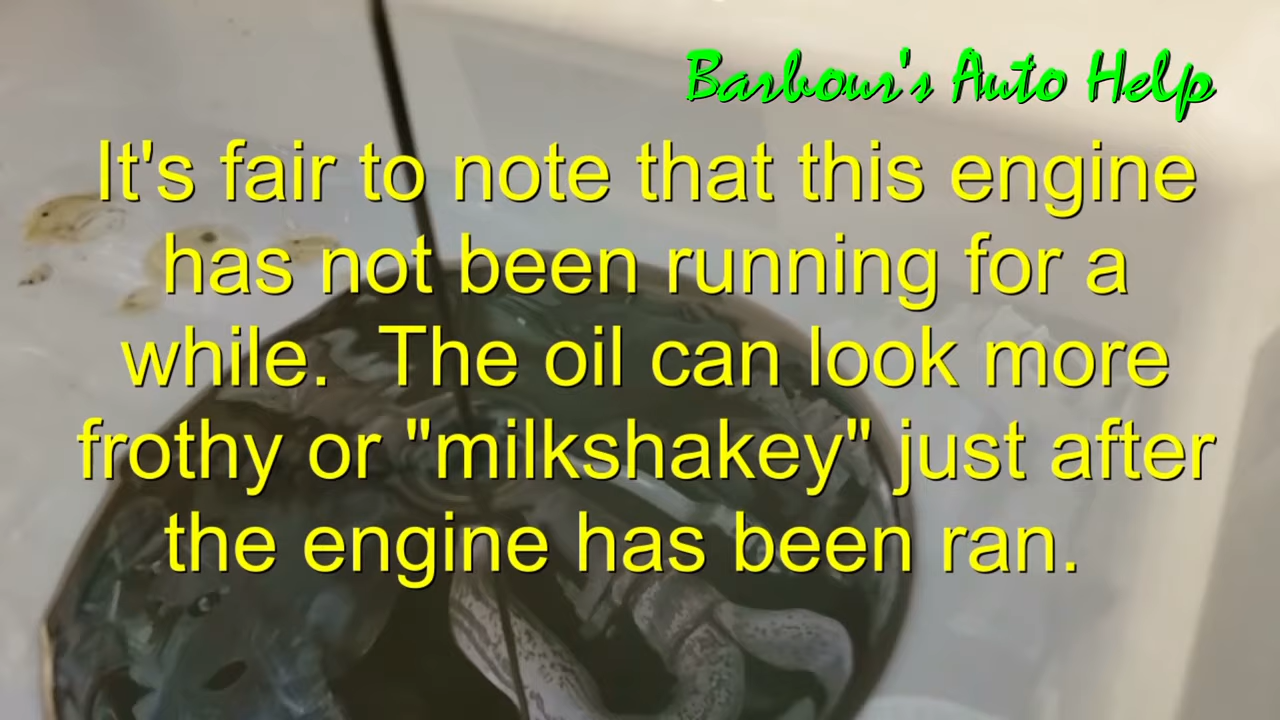 Barbour's Auto Help
It's fair to note that this engine
has not been running for a
while.  The oil can look more
frothy or "milkshakey" just after
the engine has been ran.